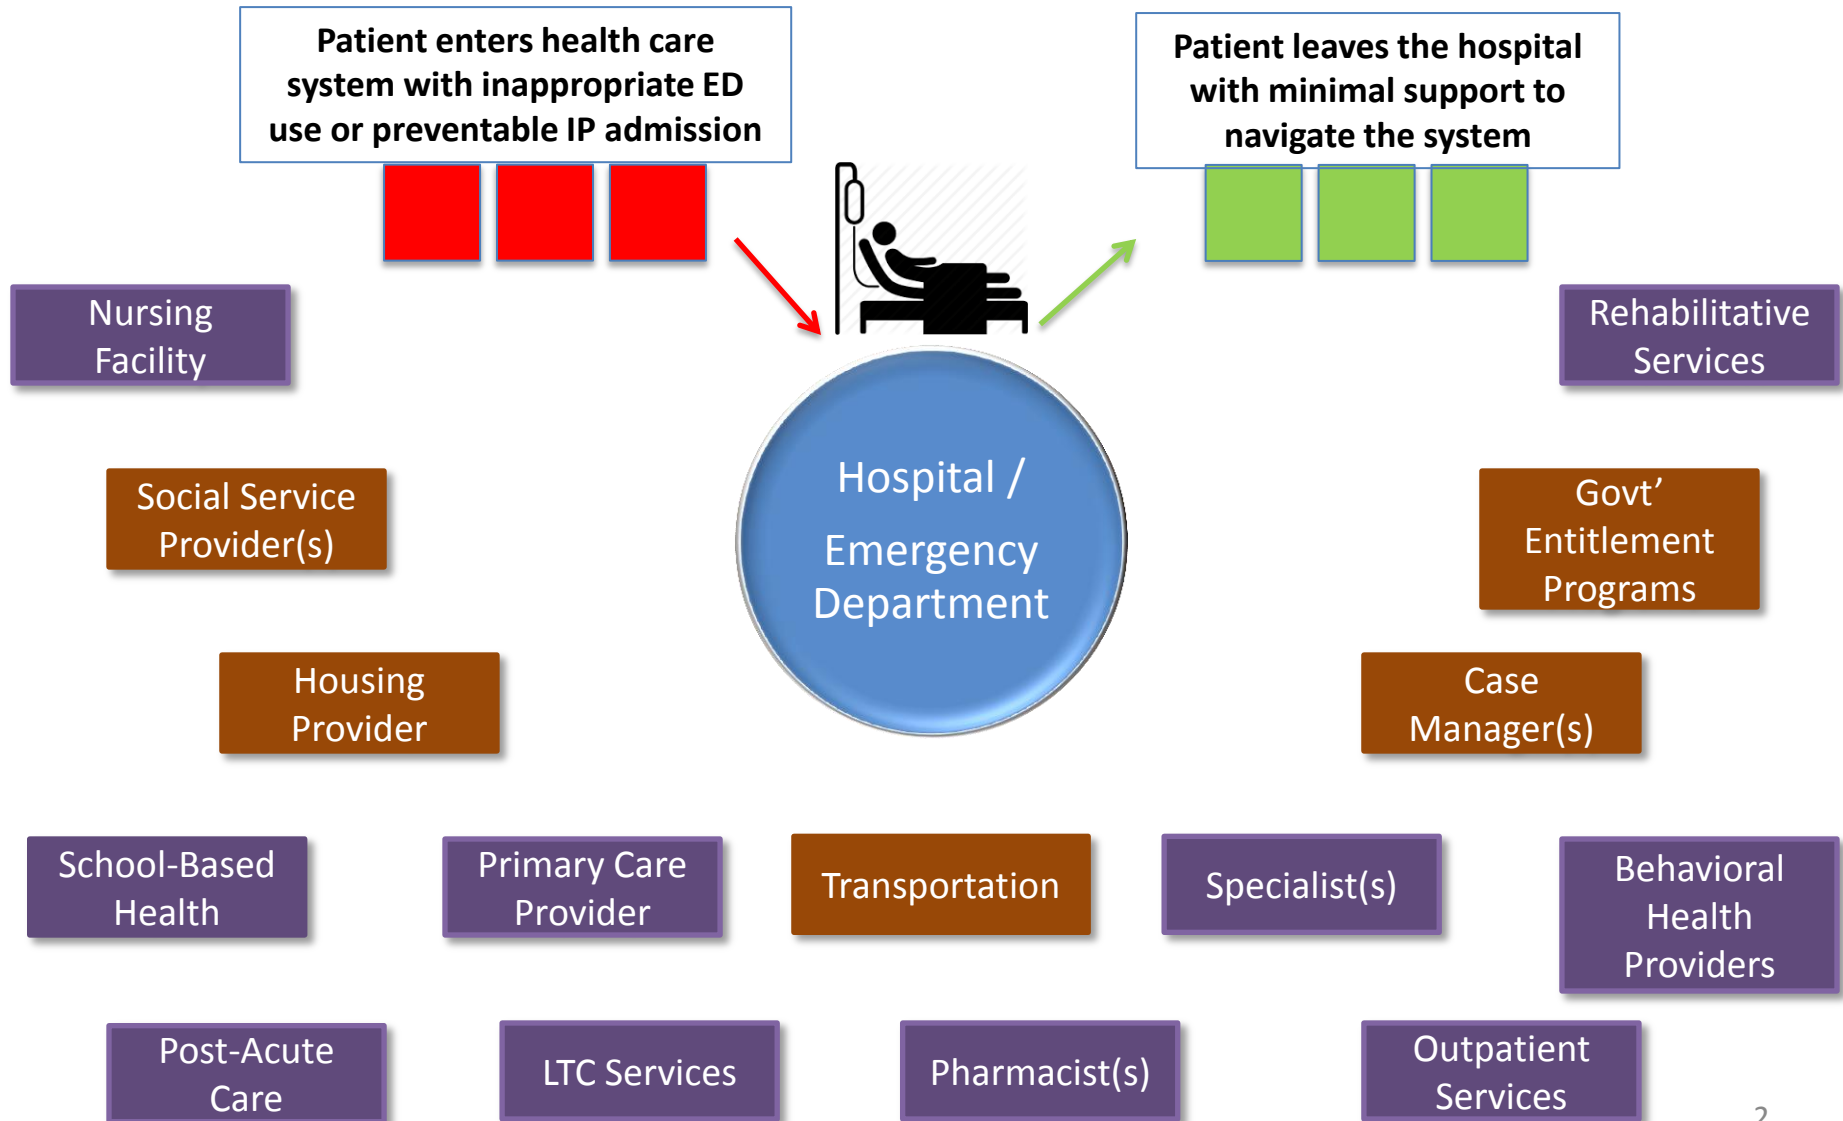 Patient enters health care
system with inappropriate ED
use or preventable IP admission
Patient leaves the hospital
with minimal support to
navigate the system
Nursing
Facility
Rehabilitative
Services
Hospital /
Emergency
Department
Social Service
Provider(s)
Govt’
Entitlement
Programs
Housing
Provider
Case
Manager(s)
School-Based
Health
Primary Care
Provider
Transportation
Specialist(s)
Behavioral
Health
Providers
Post-Acute
Care
LTC Services
Pharmacist(s)
Outpatient
Services
2